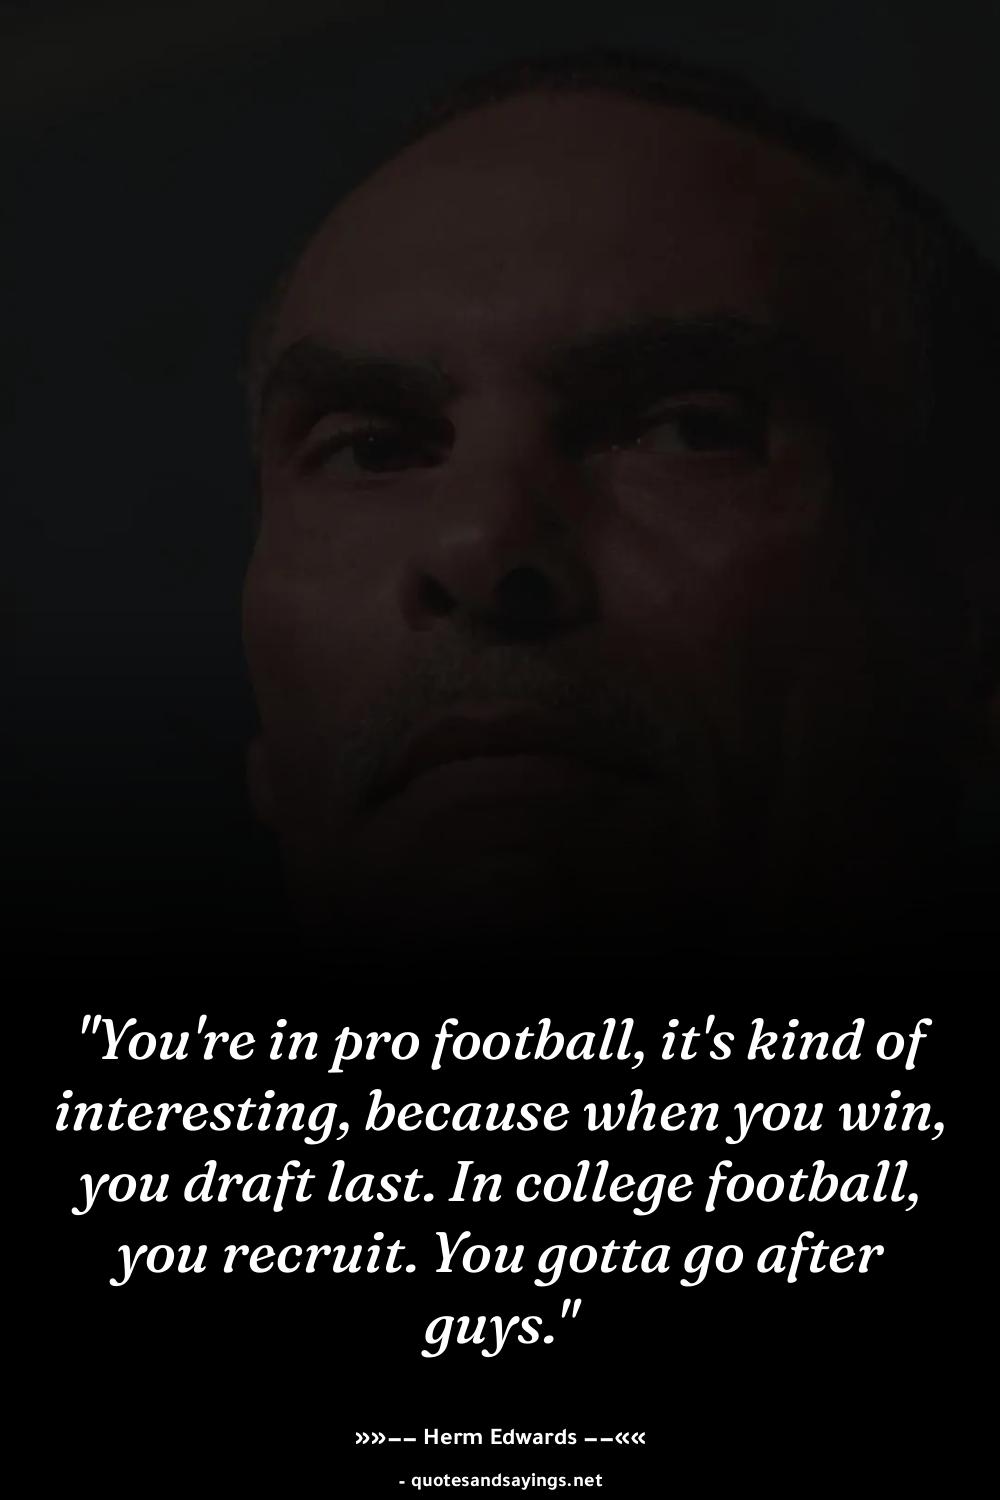 "You're in pro football, it's kind of
interesting, because when you win,
you draft last. In college football,
you recruit. You gotta go after
guys."
»»–– Herm Edwards ––««
- quotesandsayings.net